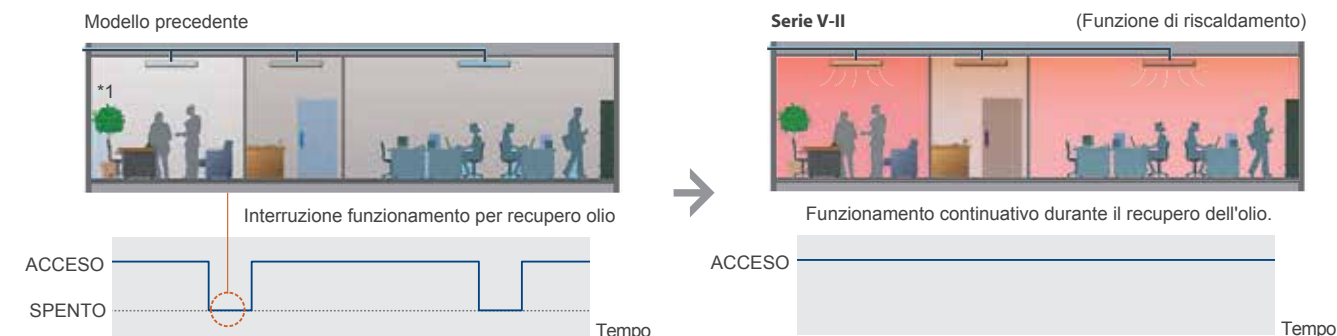 Modello precedente
*1
Interruzione funzionamento per recupero olio
ACCESO
SPENTO
Tempo
Serie V-II
(Funzione di riscaldamento)
Funzionamento continuativo durante il recupero dell'olio.
ACCESO
Tempo